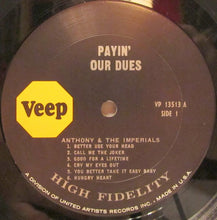 PAYIN'
OUR DUES
Veep
VP 13513 A
SIDE 1
ANTHONY & THE IMPERIALS
1 BETTER USE YOUR HEAD
2 CALL ME THE JOKER
3 GOOD FOR A LIFETIME
4 CRY MY EYES OUT
5 YOU BETTER TAKE IT EASY BABY
6 HUNGRY HEART
HIGH FIDELITY
A DIVISION OF UNITED ARTISTS RECORDS INC. MADE IN U.S.A.